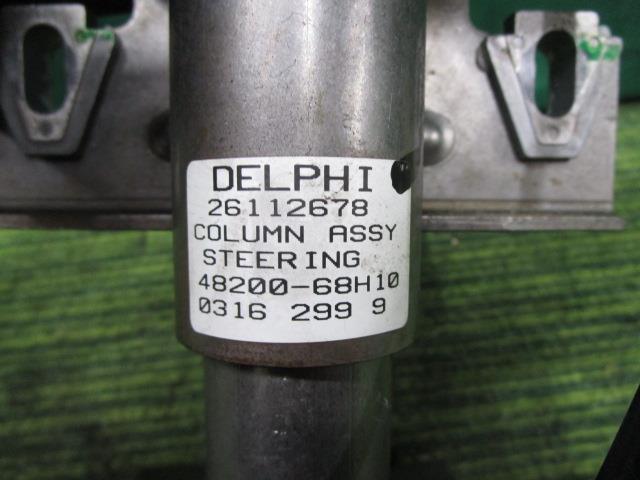 DELPHI
26112678
COLUMN ASSY
STEERING
48200-68H10
0316 299 9